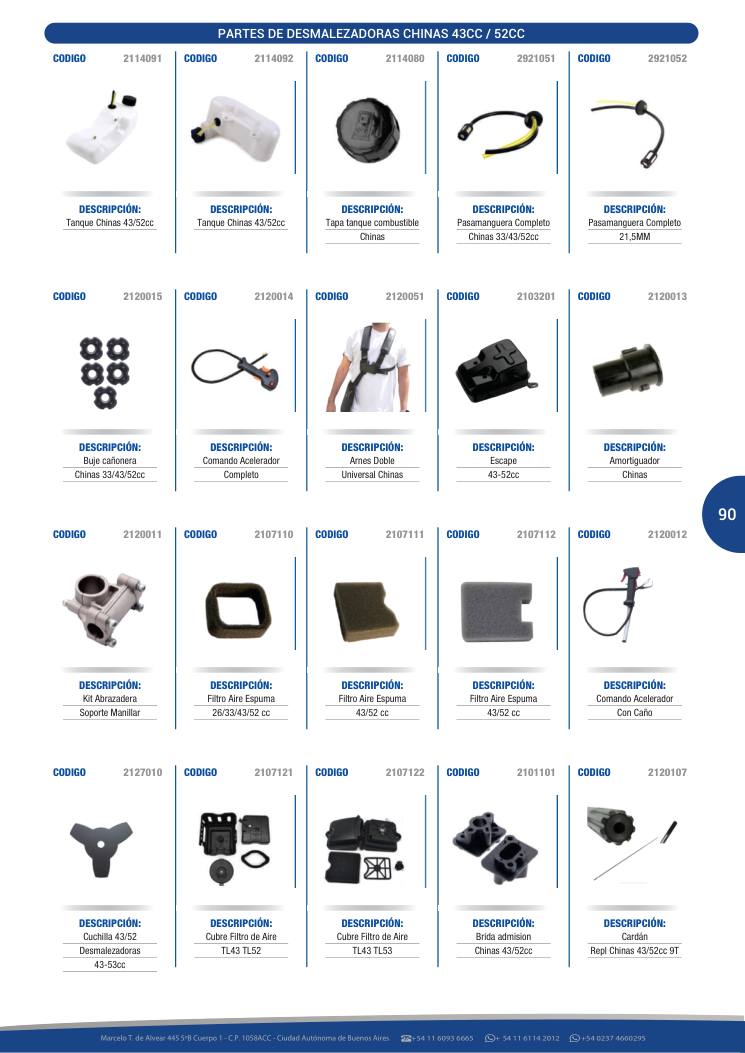 PARTES DE DESMALEZADORAS CHINAS 43CC / 52CC
CODIGO 2114091
DESCRIPCIÓN:
Tanque Chinas 43/52cc
CODIGO 2114092
DESCRIPCIÓN:
Tanque Chinas 43/52cc
CODIGO 2114080
DESCRIPCIÓN:
Tapa tanque combustible
Chinas
CODIGO 2921051
DESCRIPCIÓN:
Pasamanguera Completo
Chinas 33/43/52cc
CODIGO 2921052
DESCRIPCIÓN:
Pasamanguera Completo
21,5MM
CODIGO 2120015
DESCRIPCIÓN:
Buje cañonera
Chinas 33/43/52cc
CODIGO 2120014
DESCRIPCIÓN:
Comando Acelerador
Completo
CODIGO 2120051
DESCRIPCIÓN:
Arnes Doble
Universal Chinas
CODIGO 2103201
DESCRIPCIÓN:
Escape
43-52cc
CODIGO 2120013
DESCRIPCIÓN:
Amortiguador
Chinas
90
CODIGO 2120011
DESCRIPCIÓN:
Kit Abrazadera
Soporte Manillar
CODIGO 2107110
DESCRIPCIÓN:
Filtro Aire Espuma
26/33/43/52 cc
CODIGO 2107111
DESCRIPCIÓN:
Filtro Aire Espuma
43/52 cc
CODIGO 2107112
DESCRIPCIÓN:
Filtro Aire Espuma
43/52 cc
CODIGO 2120012
DESCRIPCIÓN:
Comando Acelerador
Con Caño
CODIGO 2127010
DESCRIPCIÓN:
Cuchilla 43/52
Desmalezadoras
43-53cc
CODIGO 2107121
DESCRIPCIÓN:
Cubre Filtro de Aire
TL43 TL52
CODIGO 2107122
DESCRIPCIÓN:
Cubre Filtro de Aire
TL43 TL53
CODIGO 2101101
DESCRIPCIÓN:
Brida admision
Chinas 43/52cc
CODIGO 2120107
DESCRIPCIÓN:
Cardán
Repl Chinas 43/52cc 9T
Marcelo T. de Alvear 445 5ºB Cuerpo 1 - C.P. 1058ACC - Ciudad Autónoma de Buenos Aires. +54 11 6093 6665 + 54 11 6114 2012 +54 0237 4660295